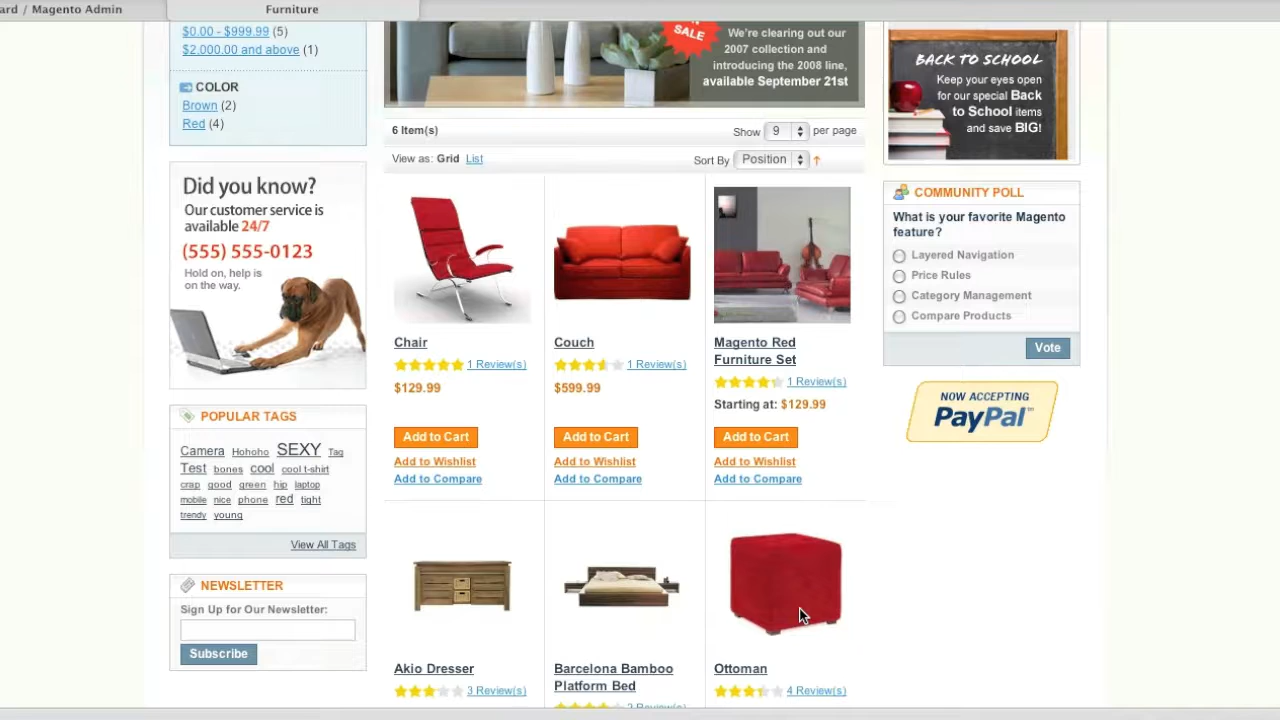 ard / Magento Admin
Furniture
$0.00 - $999.99 (5)
$2,000.00 and above (1)
COLOR
Brown (2)
Red (4)
Did you know?
Our customer service is
available 24/7
(555) 555-0123
Hold on, help is
on the way.
POPULAR TAGS
Camera Hohoho SEXY Tag
Test bones cool cool t-shirt
crap good green hip laptop
mobile nice phone red tight
trendy young
View All Tags
NEWSLETTER
Sign Up for Our Newsletter:
Subscribe
SALE
We're clearing out our
2007 collection and
introducing the 2008 line,
available September 21st
6 Item(s)
Show 9 per page
View as: Grid List
Sort By Position
Chair
1 Review(s)
$129.99
Add to Cart
Add to Wishlist
Add to Compare
Couch
1 Review(s)
$599.99
Add to Cart
Add to Wishlist
Add to Compare
Magento Red
Furniture Set
1 Review(s)
Starting at: $129.99
Add to Cart
Add to Wishlist
Add to Compare
Akio Dresser
3 Review(s)
Barcelona Bamboo
Platform Bed
2 Review(s)
Ottoman
4 Review(s)
BACK TO SCHOOL
Keep your eyes open
for our special Back
to School items
and save BIG!
COMMUNITY POLL
What is your favorite Magento
feature?
Layered Navigation
Price Rules
Category Management
Compare Products
Vote
NOW ACCEPTING
PayPal™